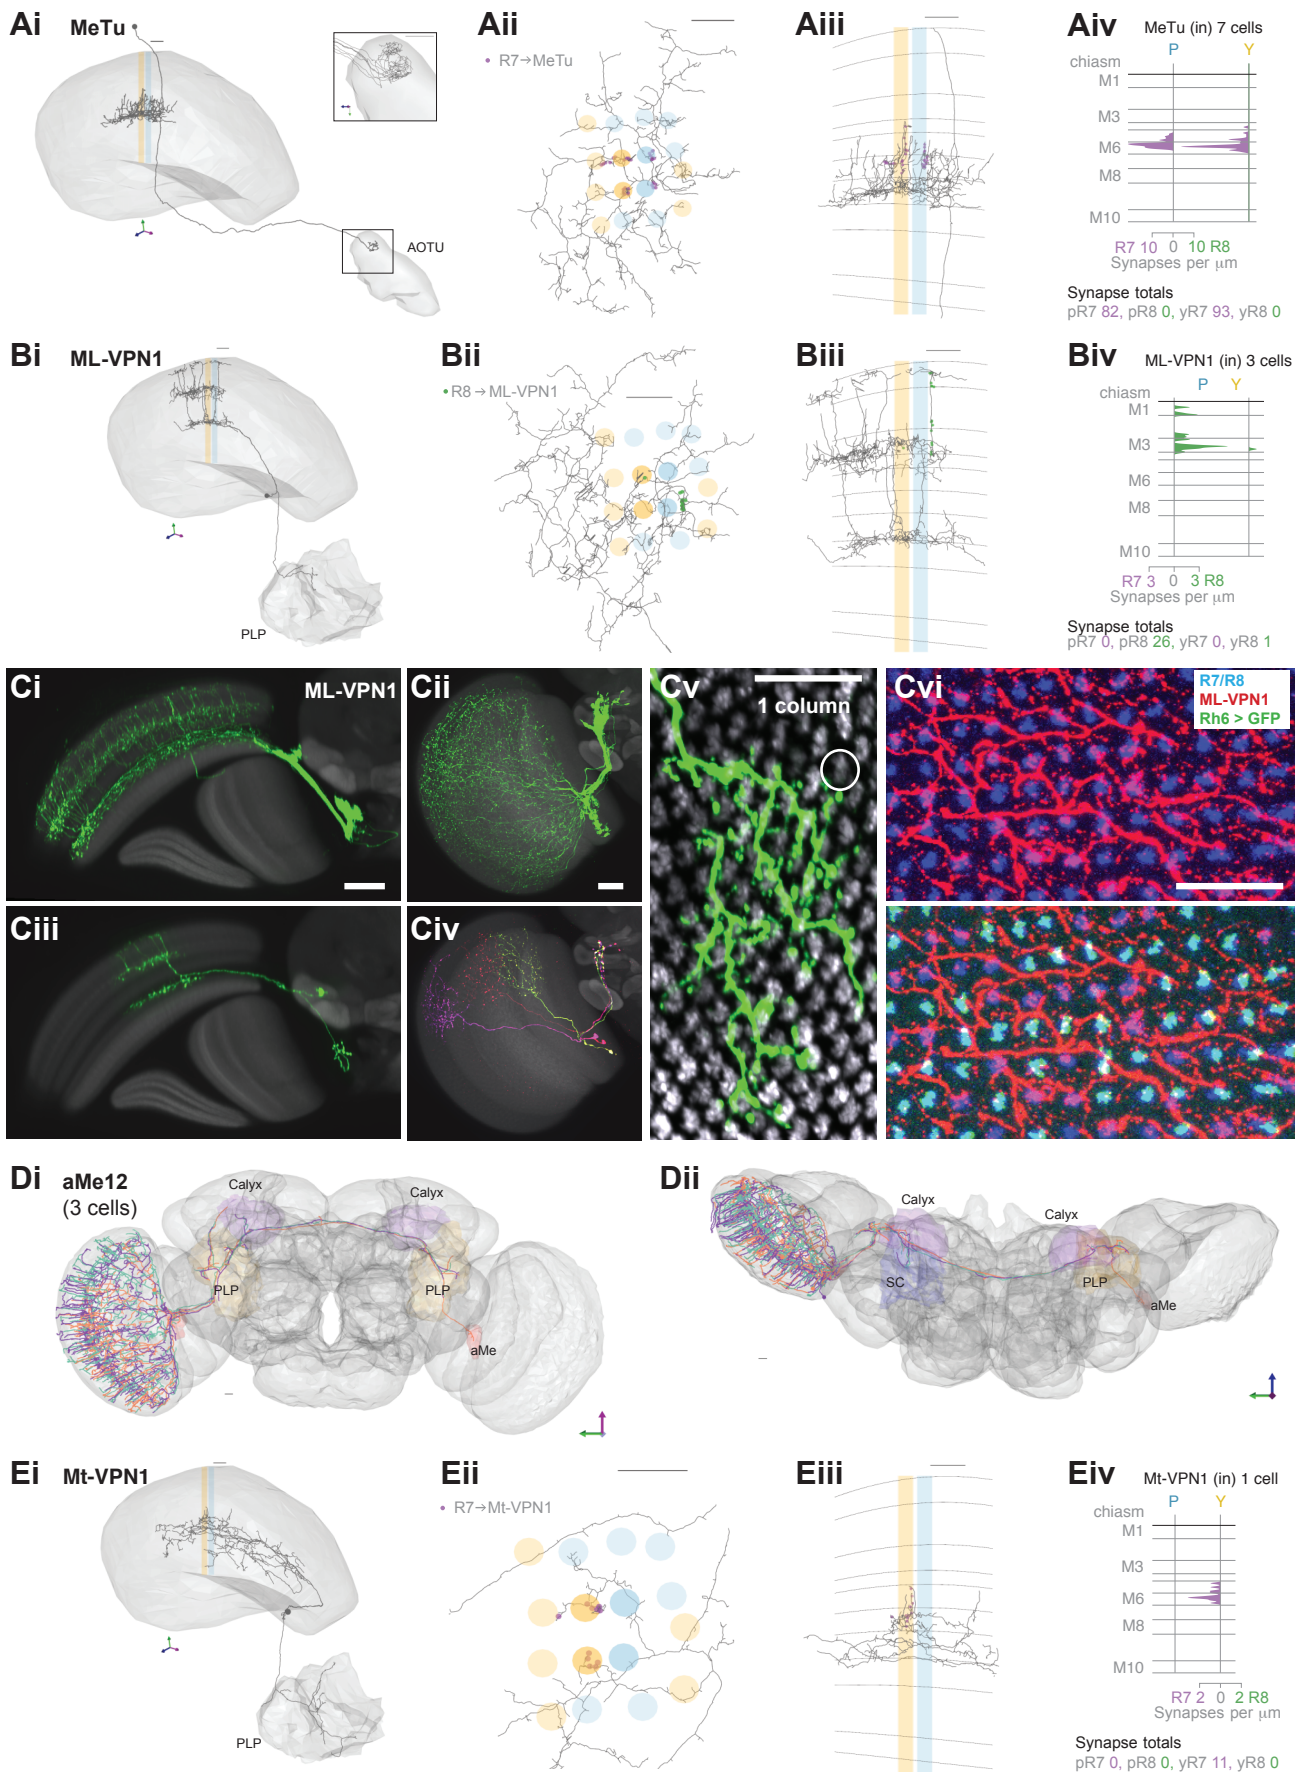 Ai MeTu
AOTU
Aii
R7→MeTu
Aiii
Aiv
MeTu (in) 7 cells
P Y
chiasm
M1
M3
M6
M8
M10
R7 10 0 10 R8
Synapses per μm
Synapse totals
pR7 82, pR8 0, yR7 93, yR8 0
Bi ML-VPN1
PLP
Bii
R8→ML-VPN1
Biii
Biv
ML-VPN1 (in) 3 cells
P Y
chiasm
M1
M3
M6
M8
M10
R7 3 0 3 R8
Synapses per μm
Synapse totals
pR7 0, pR8 26, yR7 0, yR8 1
Ci ML-VPN1
Cii
Ciii
Civ
Cv
1 column
Cvi
R7/R8
ML-VPN1
Rh6 > GFP
Di aMe12
(3 cells)
Calyx
Calyx
PLP
PLP
aMe
Dii
Calyx
Calyx
SC
PLP
aMe
Ei Mt-VPN1
PLP
Eii
R7→Mt-VPN1
Eiii
Eiv
Mt-VPN1 (in) 1 cell
P Y
chiasm
M1
M3
M6
M8
M10
R7 2 0 2 R8
Synapses per μm
Synapse totals
pR7 0, pR8 0, yR7 11, yR8 0